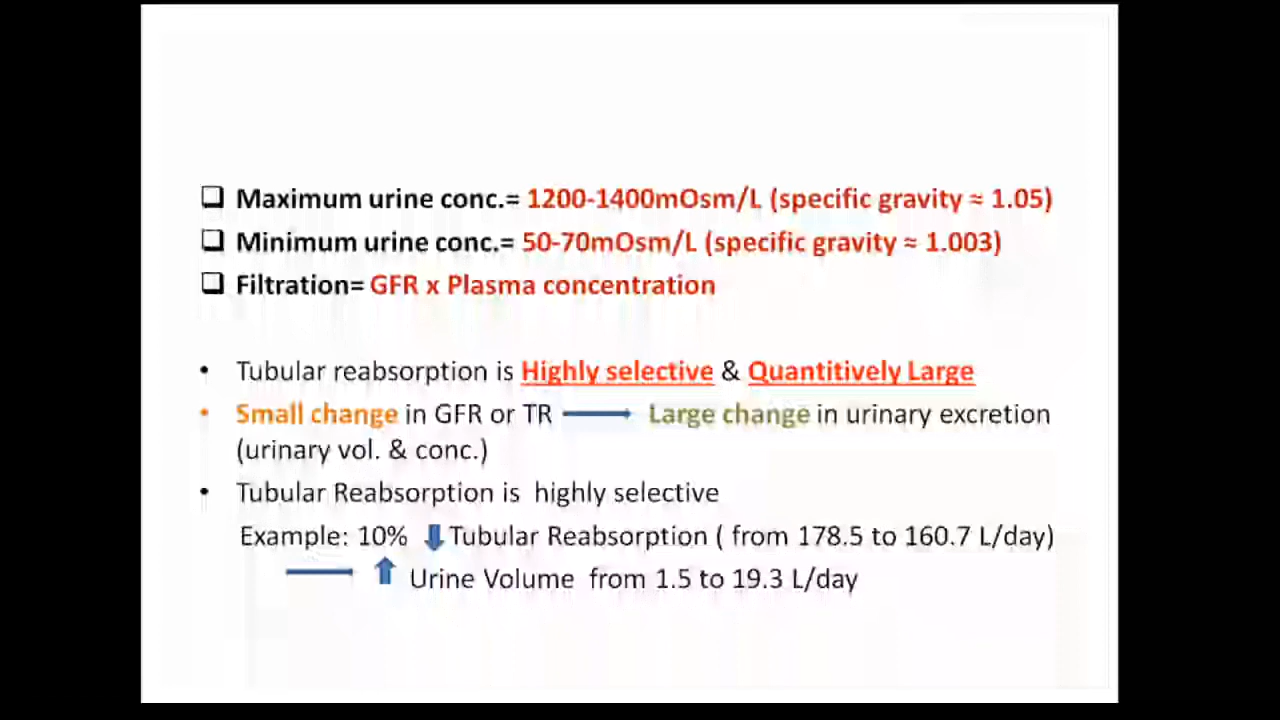 ❑ Maximum urine conc.= 1200-1400mOsm/L (specific gravity ≈ 1.05)
❑ Minimum urine conc.= 50-70mOsm/L (specific gravity ≈ 1.003)
❑ Filtration= GFR x Plasma concentration
• Tubular reabsorption is Highly selective & Quantitively Large
• Small change in GFR or TR → Large change in urinary excretion
(urinary vol. & conc.)
• Tubular Reabsorption is highly selective
Example: 10% ⬇ Tubular Reabsorption ( from 178.5 to 160.7 L/day)
— ⬆ Urine Volume from 1.5 to 19.3 L/day